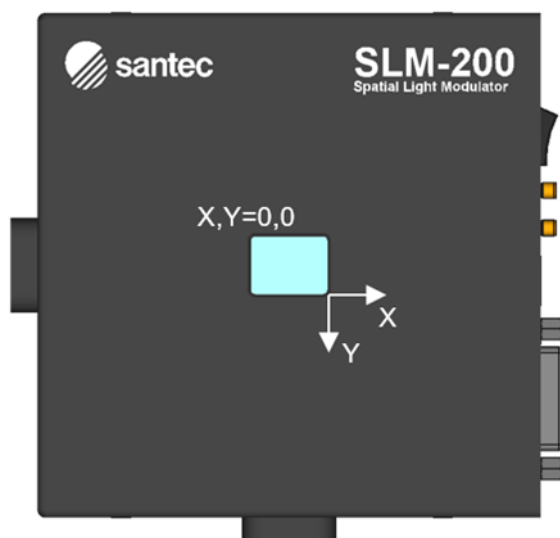 santec
SLM-200
Spatial Light Modulator
X,Y=0,0
X
Y